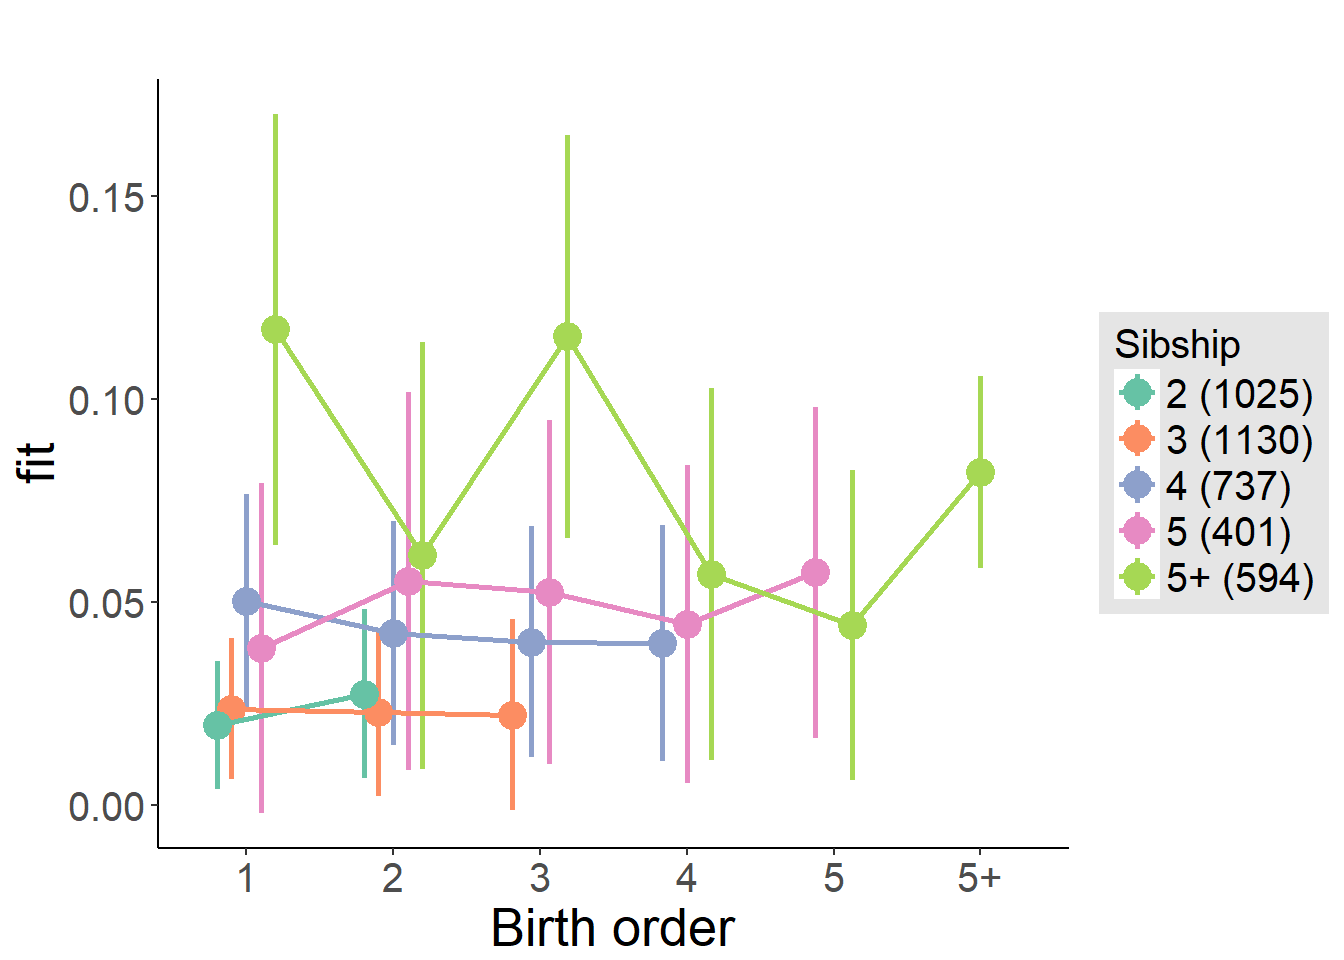 0.15
0.10
0.05
0.00
fit
1 2 3 4 5 5+
Birth order
Sibship
2 (1025)
3 (1130)
4 (737)
5 (401)
5+ (594)